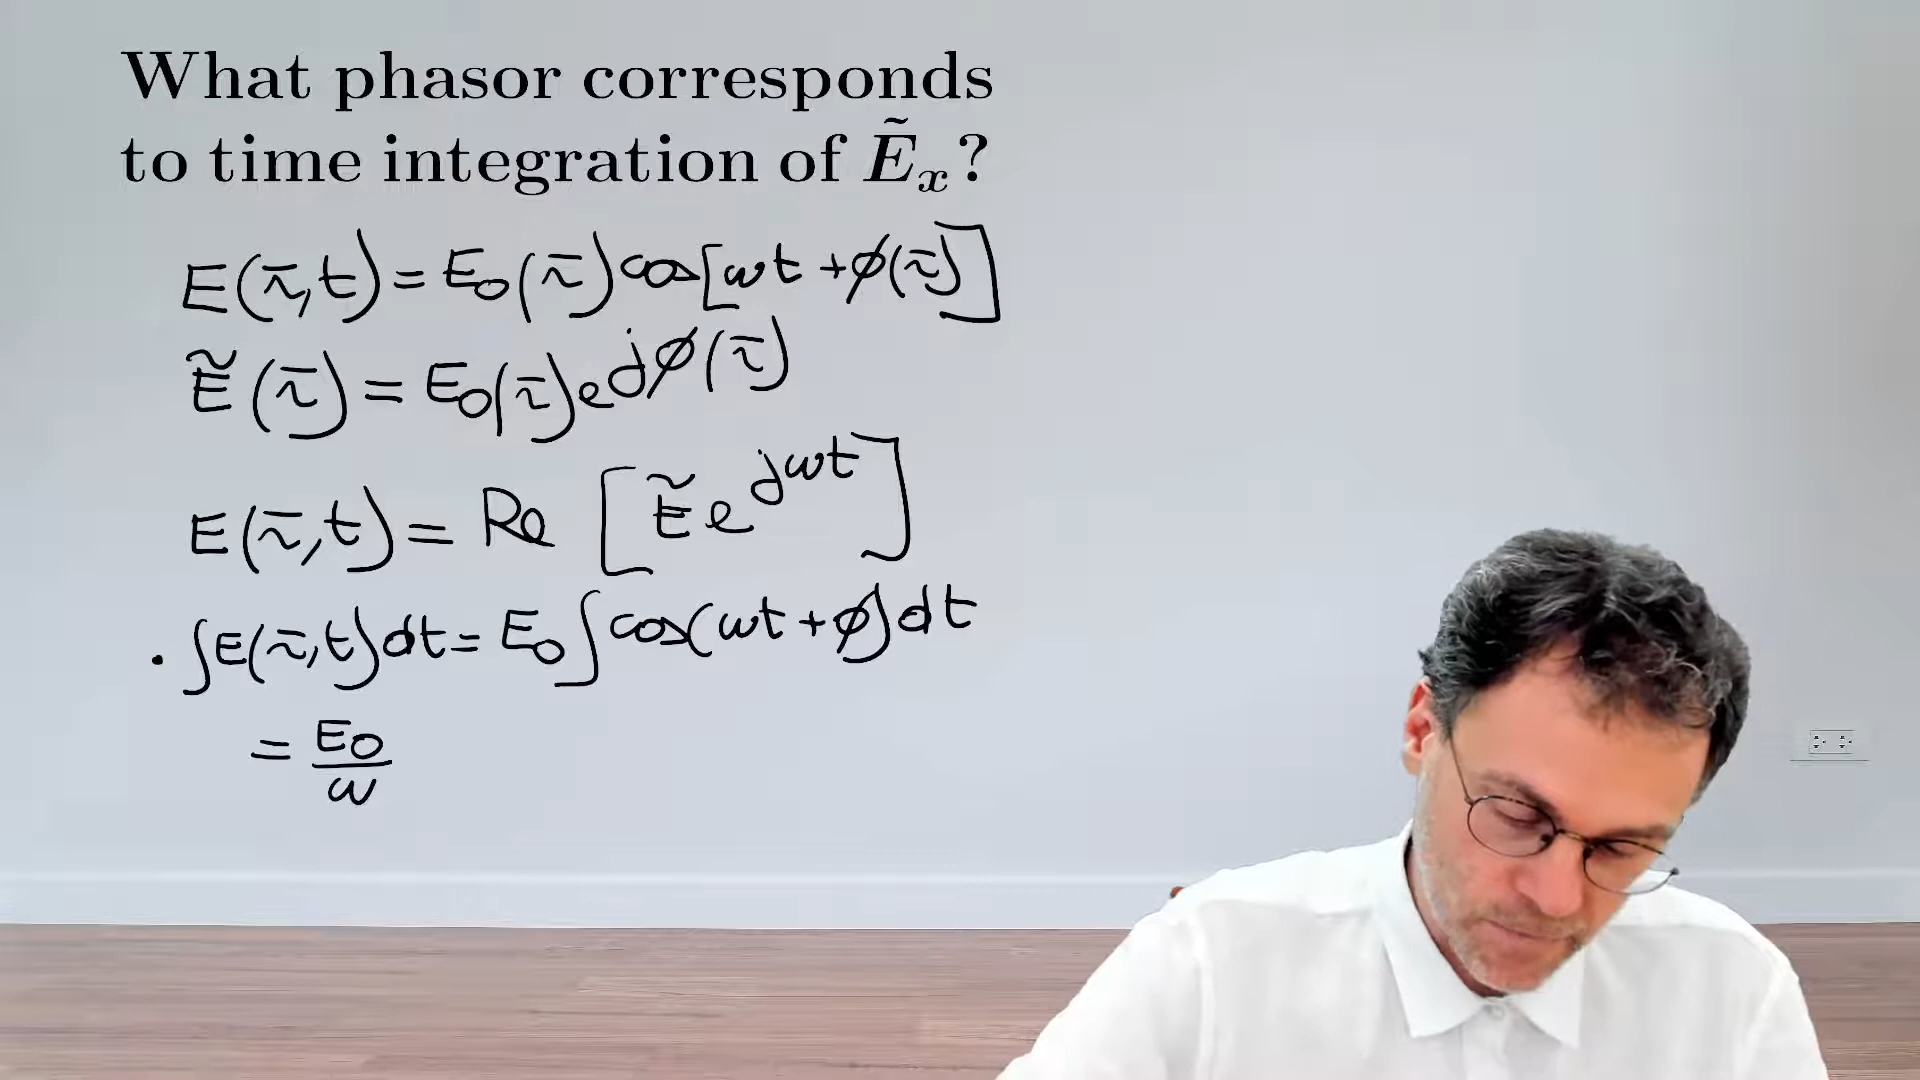 What phasor corresponds
to time integration of Ẽₓ?
E(r̄,t) = E₀(r̄)cos[ωt + ϕ(r̄)]
Ẽ(r̄) = E₀(r̄)e^{jϕ(r̄)}
E(r̄,t) = Re [Ẽe^{jωt}]
· ∫E(r̄,t)dt = E₀∫cos(ωt + ϕ)dt
= E₀/ω